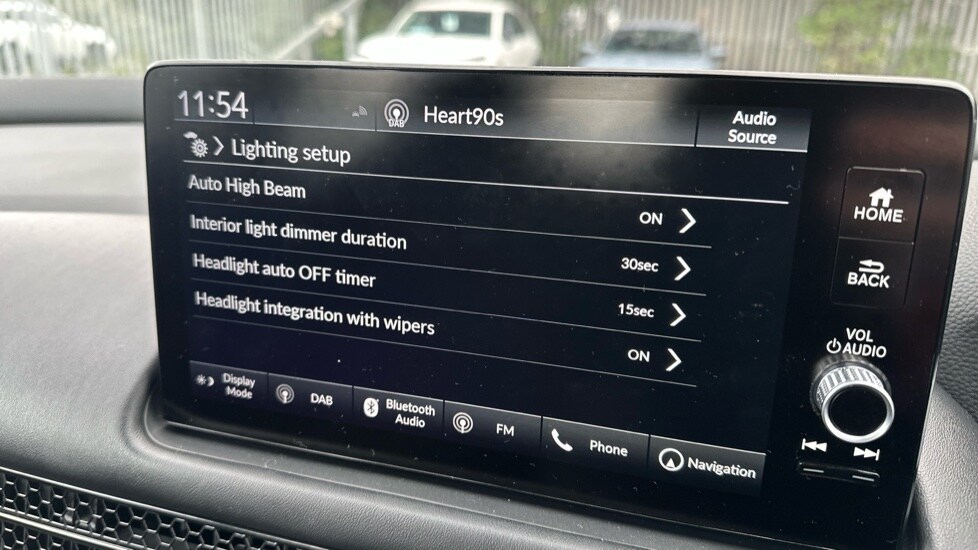 11:54
DAB
Heart90s
Audio
Source
Lighting setup
Auto High Beam
ON
Interior light dimmer duration
30sec
Headlight auto OFF timer
15sec
Headlight integration with wipers
ON
Display
Mode
DAB
Bluetooth
Audio
FM
Phone
Navigation
HOME
BACK
VOL
AUDIO